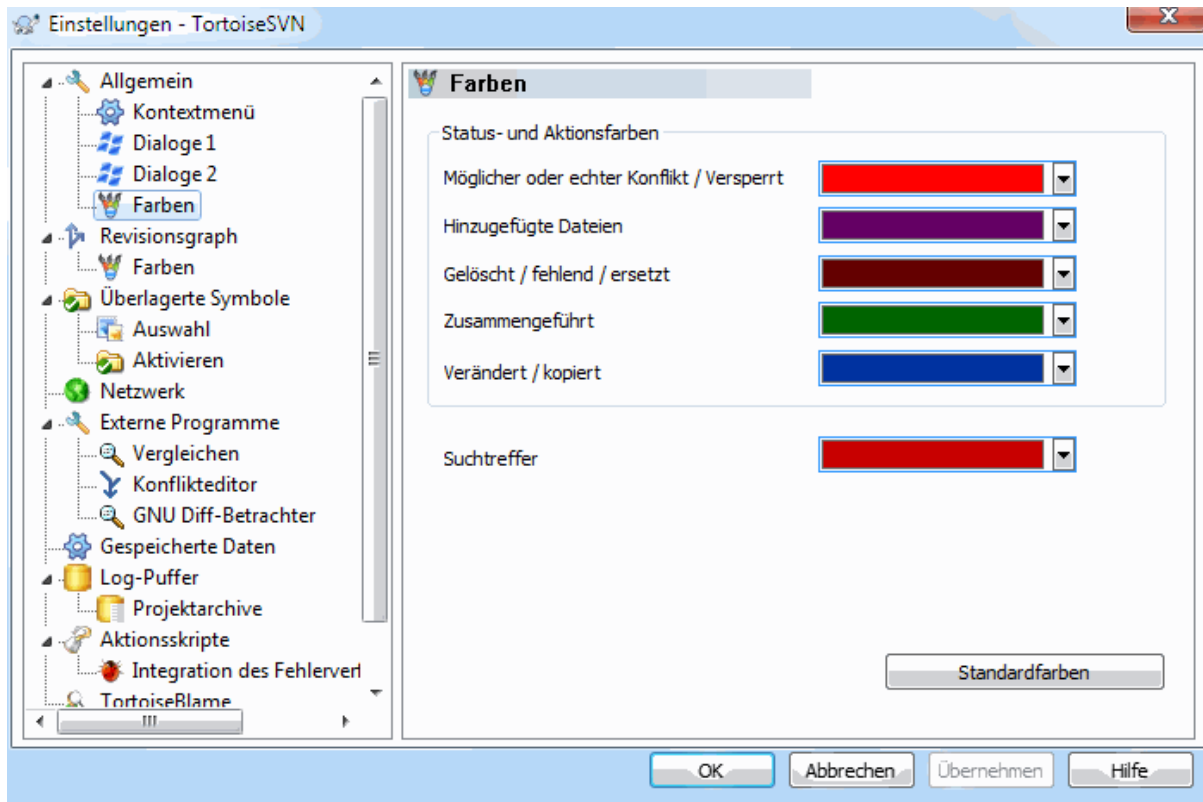 Einstellungen - TortoiseSVN
Allgemein
Kontextmenü
Dialoge 1
Dialoge 2
Farben
Revisionsgraph
Farben
Überlagerte Symbole
Auswahl
Aktivieren
Netzwerk
Externe Programme
Vergleichen
Konflikteditor
GNU Diff-Betrachter
Gespeicherte Daten
Log-Puffer
Projektarchive
Aktionsskripte
Integration des Fehlervert
TortoiseBlame
Farben
Status- und Aktionsfarben
Möglicher oder echter Konflikt / Versperrt
Hinzugefügte Dateien
Gelöscht / fehlend / ersetzt
Zusammengeführt
Verändert / kopiert
Suchtreffer
Standardfarben
OK
Abbrechen
Übernehmen
Hilfe